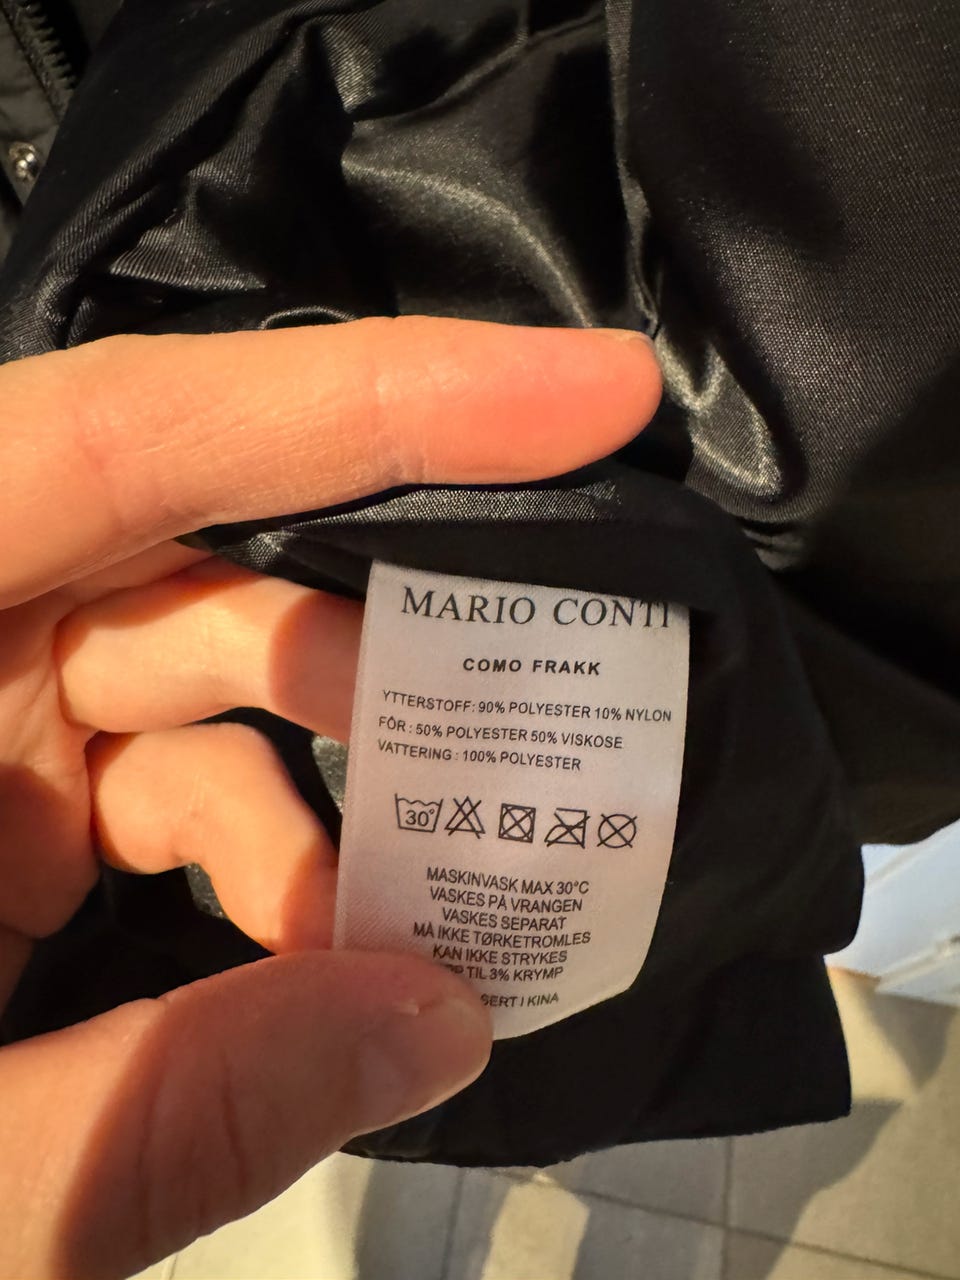 MARIO CONTI
COMO FRAKK
YTTERSTOFF: 90% POLYESTER 10% NYLON
FÔR : 50% POLYESTER 50% VISKOSE
VATTERING : 100% POLYESTER
30°
MASKINVASK MAX 30°C
VASKES PÅ VRANGEN
VASKES SEPARAT
MÅ IKKE TØRKETROMLES
KAN IKKE STRYKES
TIL 3% KRYMP
I KINA